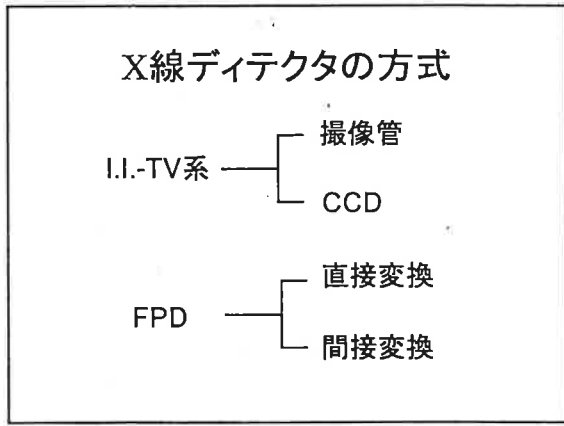 X線ディテクタの方式
撮像管
I.I.-TV系
CCD
直接変換
FPD
間接変換